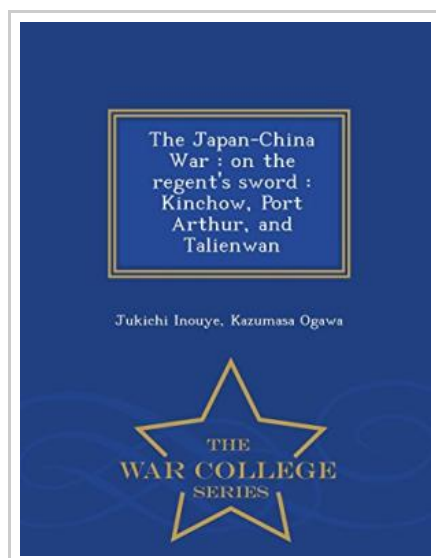 The Japan-China
War : on the
regent's sword :
Kinchow, Port
Arthur, and
Talienwan
Jukichi Inouye, Kazumasa Ogawa
THE
WAR COLLEGE
SERIES